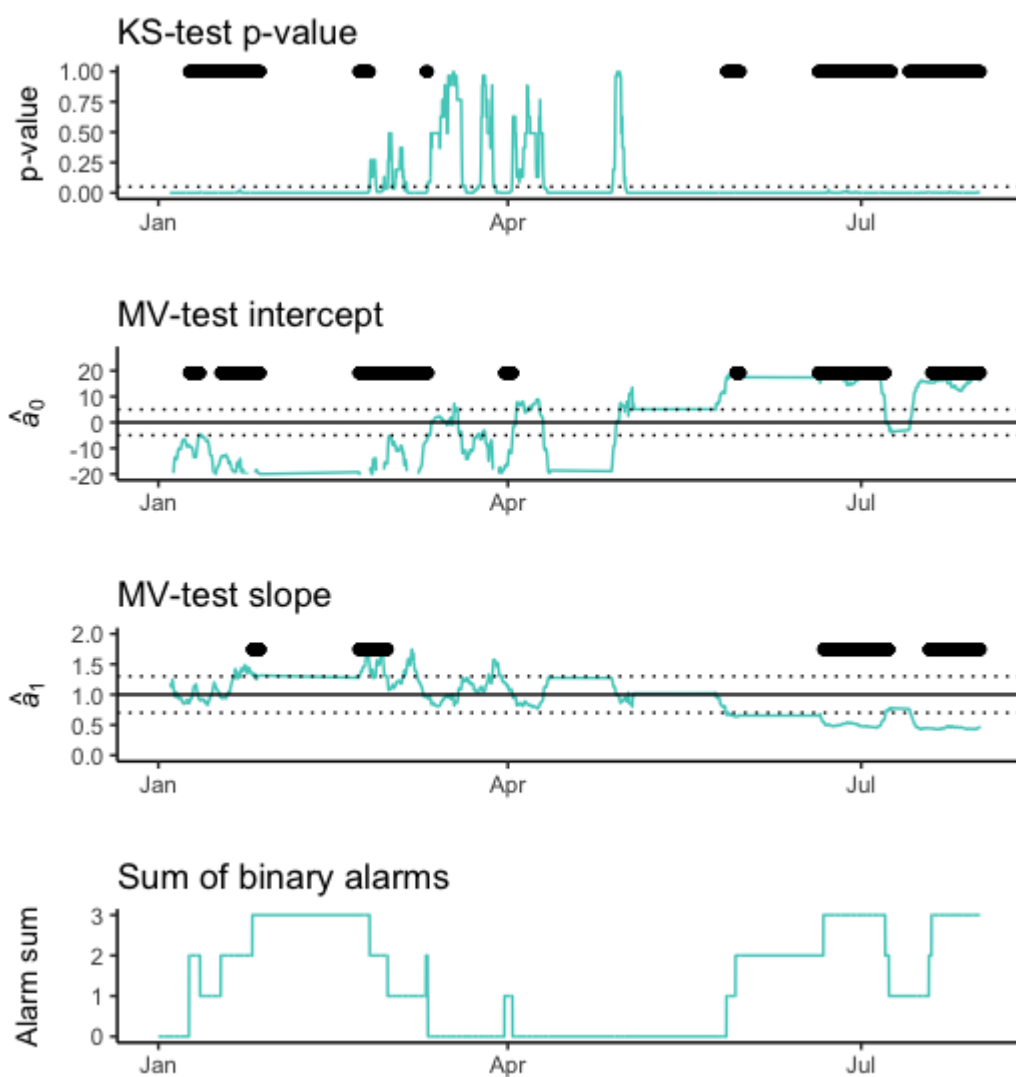 KS-test p-value
p-value
1.00
0.75
0.50
0.25
0.00
Jan Apr Jul
MV-test intercept
â₀
20
10
0
-10
-20
Jan Apr Jul
MV-test slope
â₁
2.0
1.5
1.0
0.5
0.0
Jan Apr Jul
Sum of binary alarms
Alarm sum
3
2
1
0
Jan Apr Jul